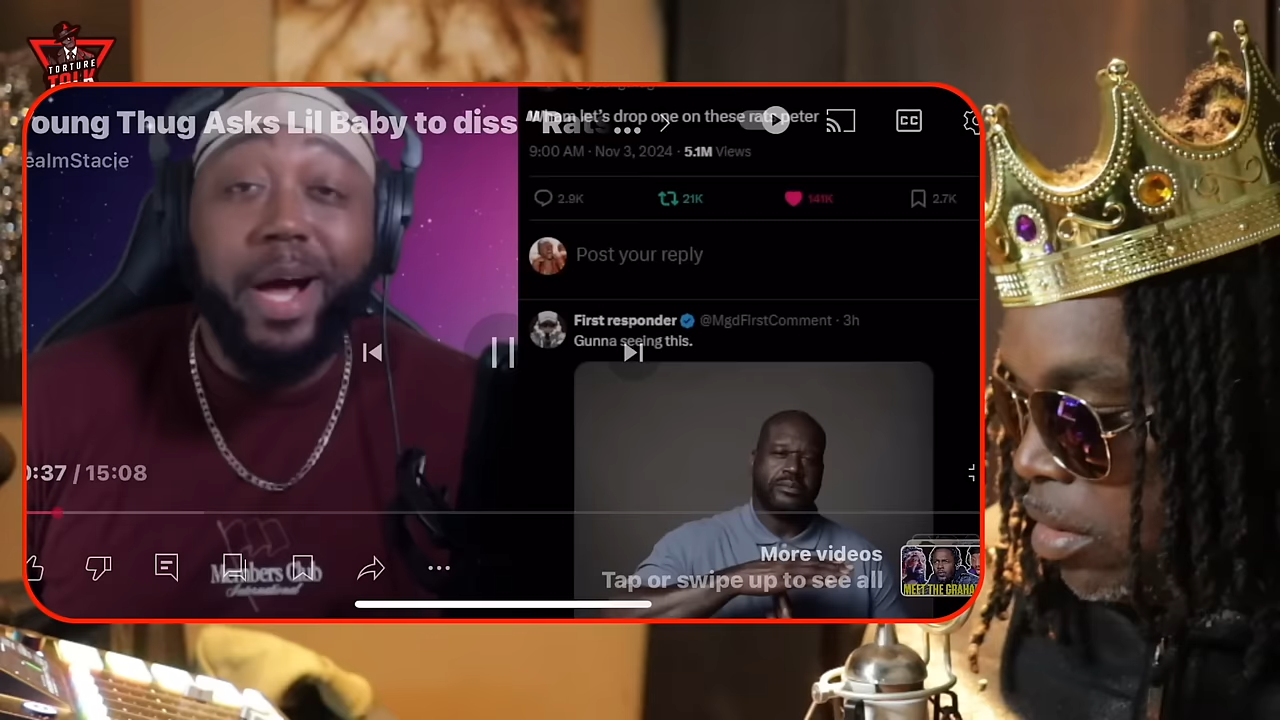 TORTURE
TALK
oung Thug Asks Lil Baby to diss "Rats" ...
ealmStacie
ham let's drop one on these rats peter
9:00 AM · Nov 3, 2024 · 5.1M Views
2.9K
21K
141K
2.7K
CC
Post your reply
First responder @MgdFirstComment · 3h
Gunna seeing this.
0:37 / 15:08
Members Club
International
More videos
Tap or swipe up to see all
MEET THE GRAHA